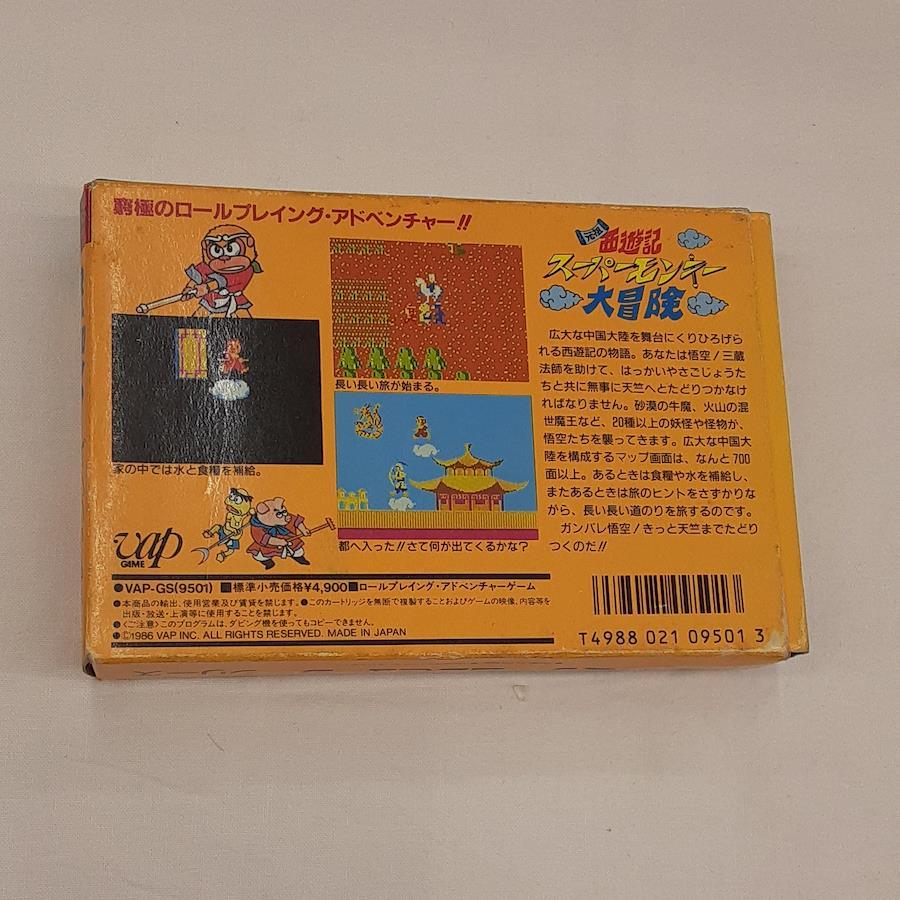 窮極のロールプレイング・アドベンチャー!!
元祖
西遊記
スーパーモンキー
大冒険
広大な中国大陸を舞台にくりひろげら
れる西遊記の物語。あなたは悟空!三蔵
法師を助けて、はっかいやさごじょうた
ちと共に無事に天竺へとたどりつかなけ
ればなりません。砂漠の牛魔、火山の混
世魔王など、20種以上の妖怪や怪物が、
悟空たちを襲ってきます。広大な中国大
陸を構成するマップ画面は、なんと700
面以上。あるときは食糧や水を補給し、
またあるときは旅のヒントをさずかりな
がら、長い長い道のりを旅するのです。
ガンバレ悟空!きっと天竺までたどり
つくのだ!!
長い長い旅が始まる。
家の中では水と食糧を補給。
都へ入った!!さて何が出てくるかな?
vap
GAME
●VAP-GS(9501) ■標準小売価格¥4,900■ロールプレイング・アドベンチャーゲーム
●本商品の輸出、使用営業及び賃貸を禁じます。●このカートリッジを無断で複製することおよびゲームの映像、内容等を
出版・放送・上演等に使用することを禁じます。
●〈ご注意〉このプログラムは、ダビング機を使ってもコピーできません。
●©1986 VAP INC. ALL RIGHTS RESERVED. MADE IN JAPAN
T4988 021 09501 3